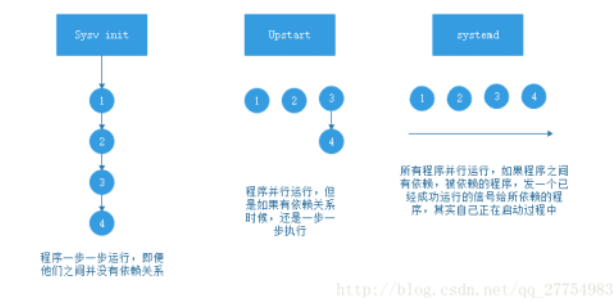 Sysv init
1
2
3
4
程序一步一步运行，即便
他们之间并没有依赖关系
Upstart
1
2
3
4
程序并行运行，但
是如果有依赖关系
时候，还是一步一
步执行
systemd
1
2
3
4
所有程序并行运行，如果程序之间
有依赖，被依赖的程序，发一个已
经成功运行的信号给所依赖的程
序，其实自己正在启动过程中
http://blog.csdn.net/qq_27754983